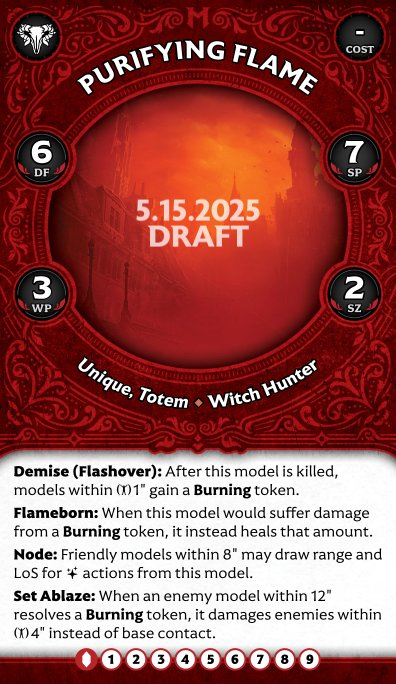 -
COST
PURIFYING FLAME
6
DF
7
SP
5.15.2025
DRAFT
3
WP
2
SZ
Unique, Totem ◆ Witch Hunter
Demise (Flashover): After this model is killed,
models within 1" gain a Burning token.
Flameborn: When this model would suffer damage
from a Burning token, it instead heals that amount.
Node: Friendly models within 8" may draw range and
LoS for actions from this model.
Set Ablaze: When an enemy model within 12"
resolves a Burning token, it damages enemies within
4" instead of base contact.
1 2 3 4 5 6 7 8 9